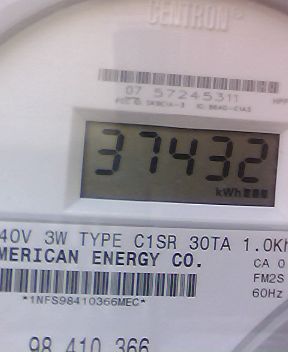 CENTRON®
07 57245311
37432
kWh
40V 3W TYPE C1SR 30TA 1.0Kh
MERICAN ENERGY CO.
CA 0
FM2S
60Hz
*1NFS98410366MEC*
98 410 366